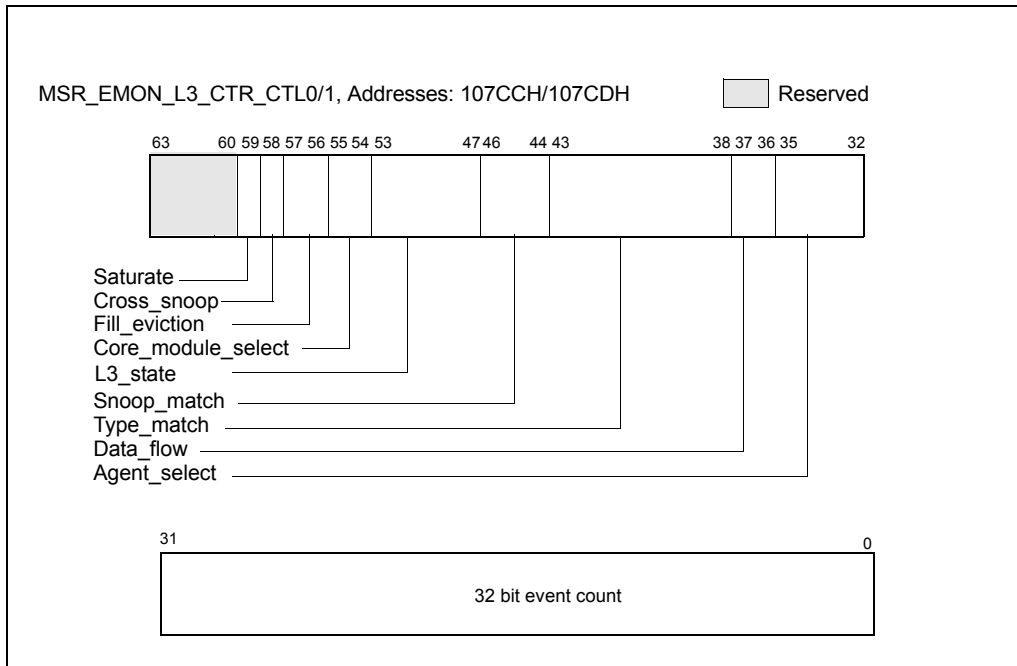 MSR_EMON_L3_CTR_CTL0/1, Addresses: 107CCH/107CDH Reserved
63 60 59 58 57 56 55 54 53 47 46 44 43 38 37 36 35 32
Saturate
Cross_snoop
Fill_eviction
Core_module_select
L3_state
Snoop_match
Type_match
Data_flow
Agent_select
31 0
32 bit event count